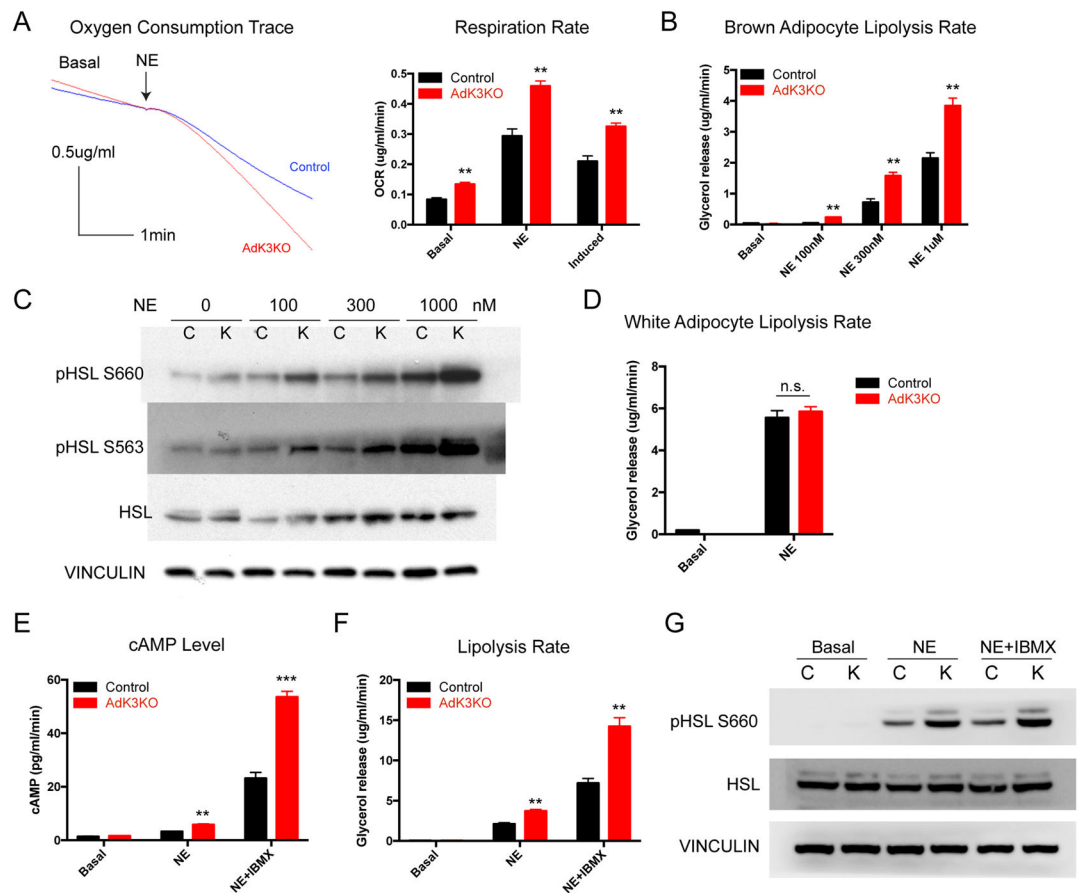 A
Oxygen Consumption Trace
Basal
NE
0.5ug/ml
1min
Control
AdK3KO
Respiration Rate
Control
AdK3KO
OCR (ug/ml/min)
0.5
0.4
0.3
0.2
0.1
0.0
**
**
**
Basal
NE
Induced
B
Brown Adipocyte Lipolysis Rate
Control
AdK3KO
Glycerol release (ug/ml/min)
5
4
3
2
1
0
**
**
**
Basal
NE 100nM
NE 300nM
NE 1uM
C
NE 0 100 300 1000 nM
C K C K C K C K
pHSL S660
pHSL S563
HSL
VINCULIN
D
White Adipocyte Lipolysis Rate
Control
AdK3KO
Glycerol release (ug/ml/min)
8
6
4
2
0
n.s.
Basal
NE
E
cAMP Level
Control
AdK3KO
cAMP (pg/ml/min)
60
40
20
0
**
***
Basal
NE
NE+IBMX
F
Lipolysis Rate
Control
AdK3KO
Glycerol release (ug/ml/min)
20
15
10
5
0
**
**
Basal
NE
NE+IBMX
G
Basal NE NE+IBMX
C K C K C K
pHSL S660
HSL
VINCULIN